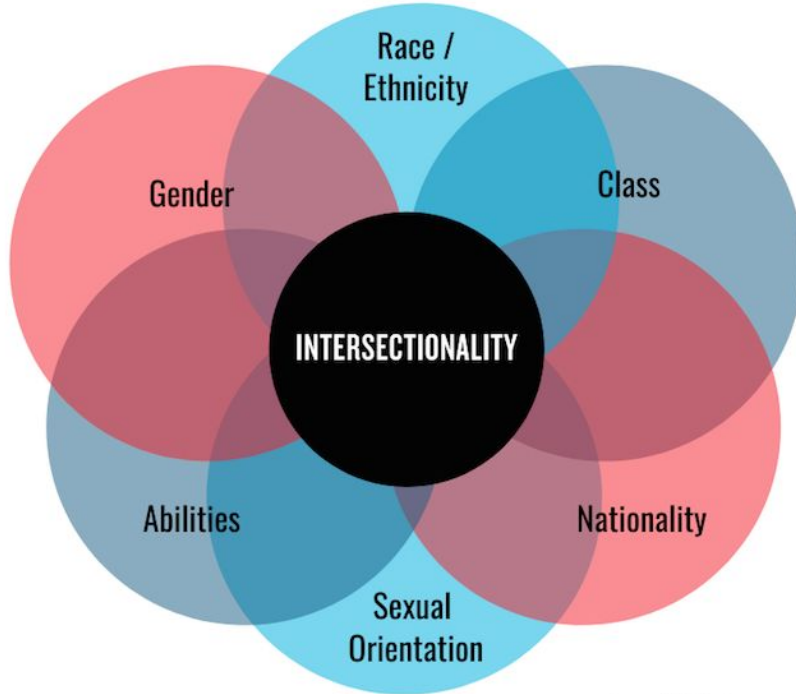 Race /
Ethnicity
Class
Gender
INTERSECTIONALITY
Abilities
Nationality
Sexual
Orientation